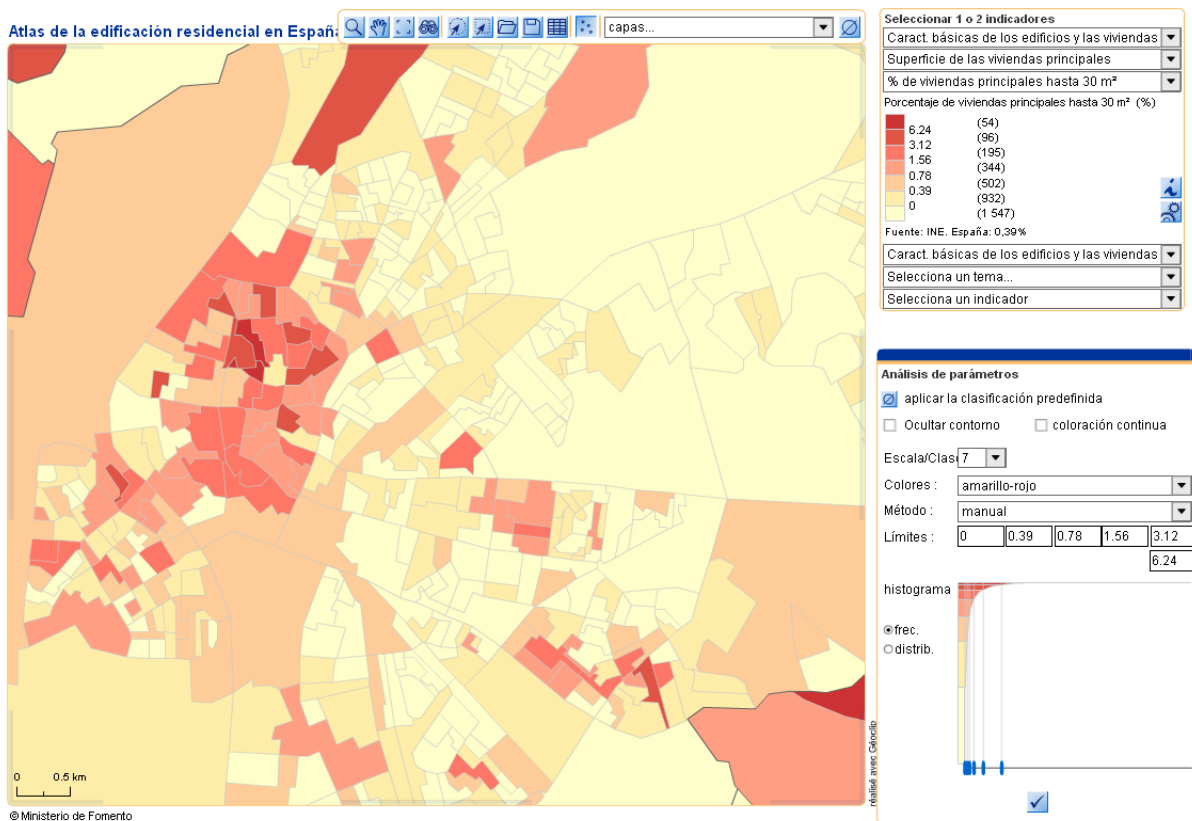 Atlas de la edificación residencial en España
capas...
0 0.5 km
© Ministerio de Fomento
réalisé avec Géoclip
Seleccionar 1 o 2 indicadores
Caract. básicas de los edificios y las viviendas
Superficie de las viviendas principales
% de viviendas principales hasta 30 m²
Porcentaje de viviendas principales hasta 30 m² (%)
(54)
6.24
(96)
3.12
(195)
1.56
(344)
0.78
(502)
0.39
(932)
0
(1 547)
Fuente: INE. España: 0,39%
Caract. básicas de los edificios y las viviendas
Selecciona un tema...
Selecciona un indicador
Análisis de parámetros
aplicar la clasificación predefinida
Ocultar contorno coloración continua
Escala/Clas 7
Colores : amarillo-rojo
Método : manual
Límites : 0 0.39 0.78 1.56 3.12
6.24
histograma
frec.
distrib.